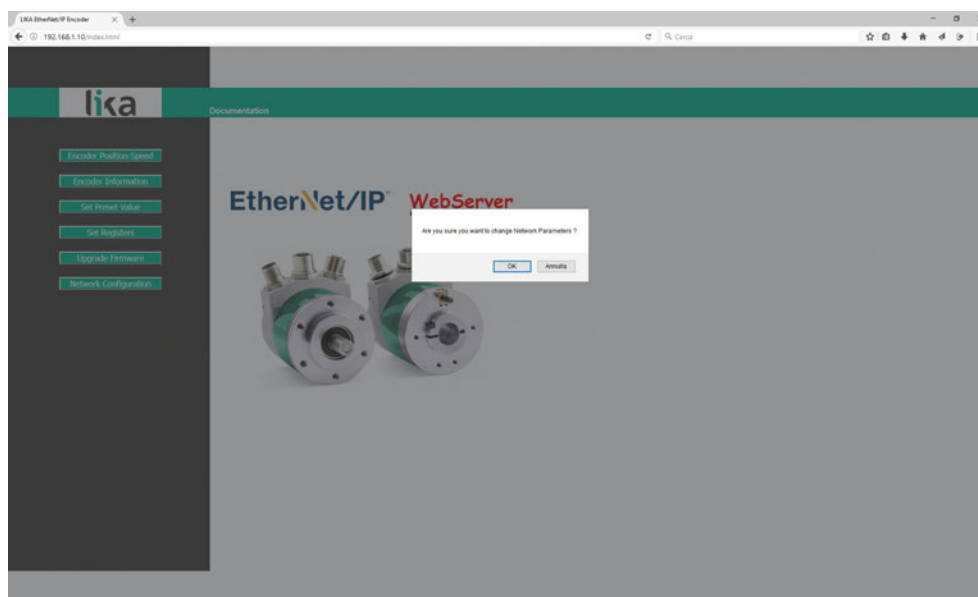 LIKA EtherNet/IP Encoder
192.168.1.10/index.html
Cerca
lika
Documentation
Encoder Position-Speed
Encoder Information
Set Preset Value
Set Registers
Upgrade Firmware
Network Configuration
EtherNet/IP WebServer
Are you sure you want to change Network Parameters ?
OK Annulla